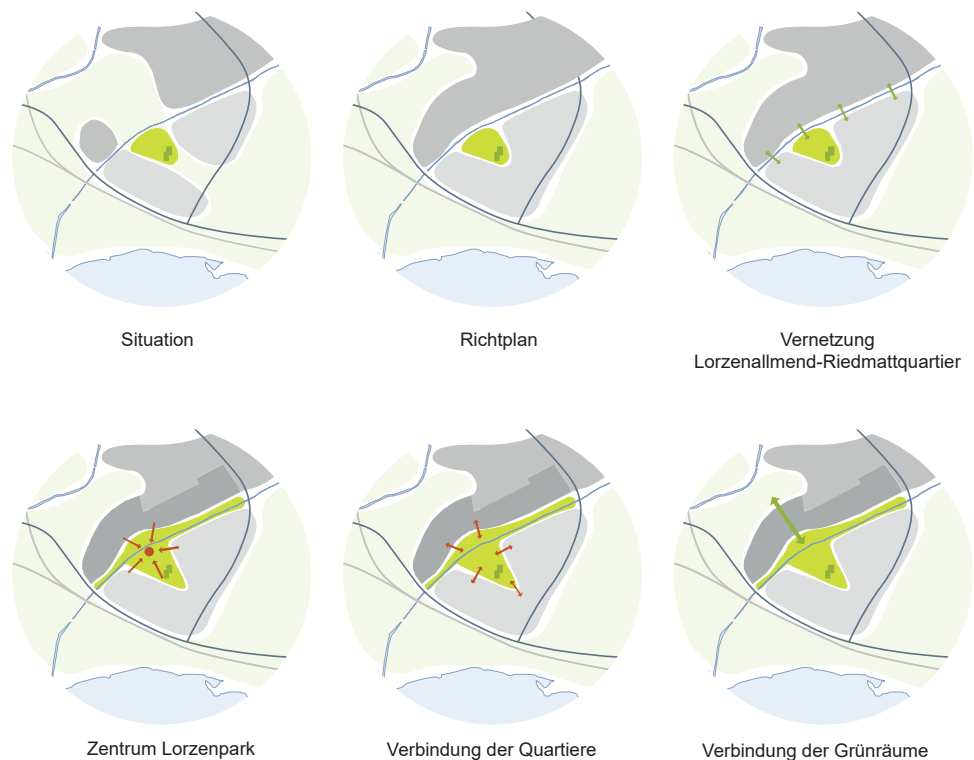 Situation
Richtplan
Vernetzung
Lorzenallmend-Riedmattquartier
Zentrum Lorzenpark
Verbindung der Quartiere
Verbindung der Grünräume